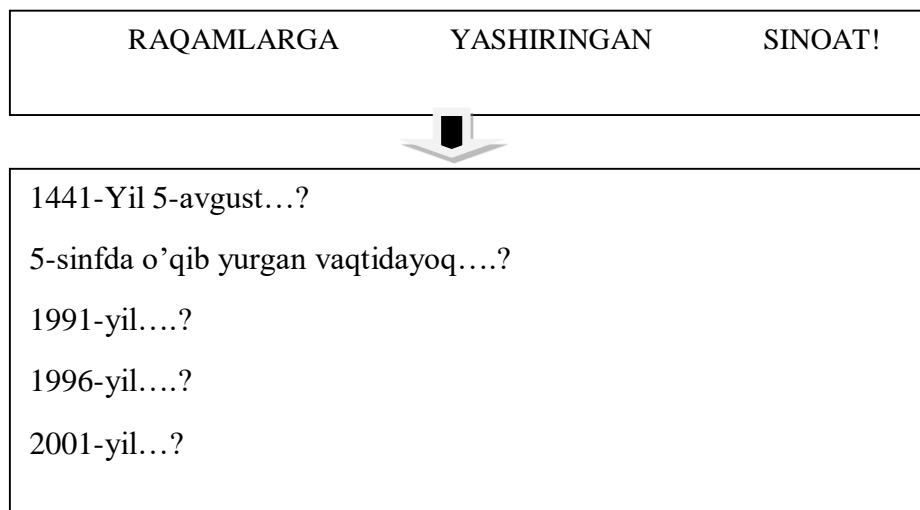 RAQAMLARGA YASHIRINGAN SINOAT!
1441-Yil 5-avgust…?
5-sinfda o’qib yurgan vaqtidayoq….?
1991-yil….?
1996-yil….?
2001-yil…?